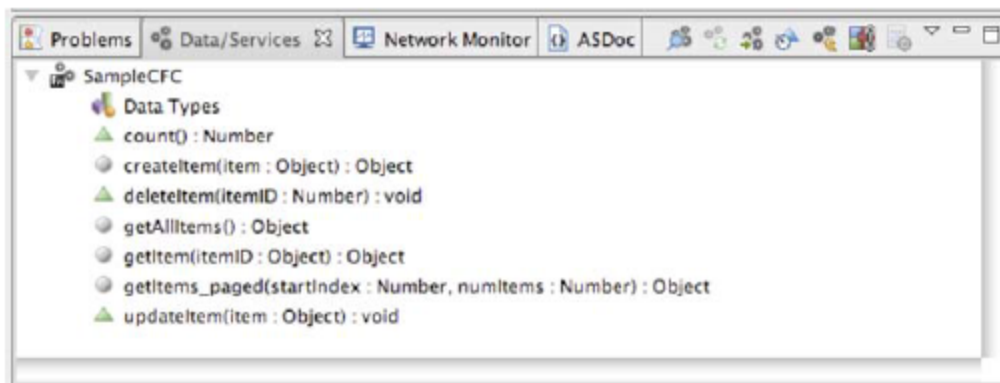 Problems Data/Services Network Monitor ASDoc
SampleCFC
Data Types
count() : Number
createItem(item : Object) : Object
deleteItem(itemID : Number) : void
getAllItems() : Object
getItem(itemID : Object) : Object
getItems_paged(startIndex : Number, numItems : Number) : Object
updateItem(item : Object) : void